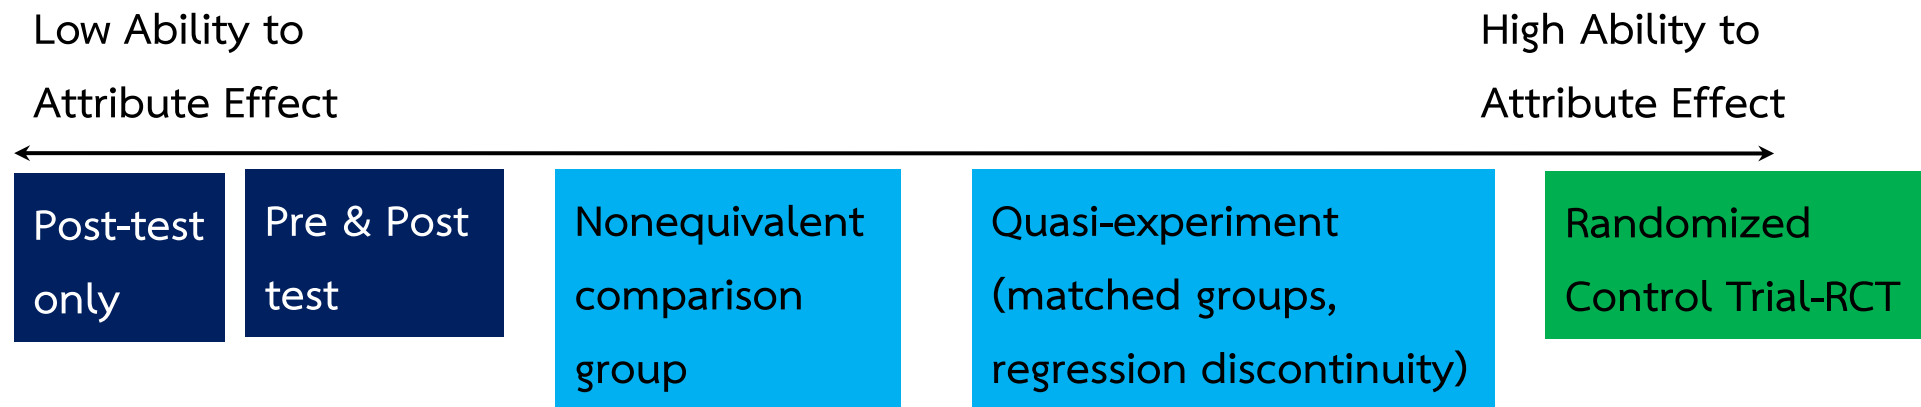 Low Ability to
Attribute Effect
High Ability to
Attribute Effect
Post-test
only
Pre & Post
test
Nonequivalent
comparison
group
Quasi-experiment
(matched groups,
regression discontinuity)
Randomized
Control Trial-RCT